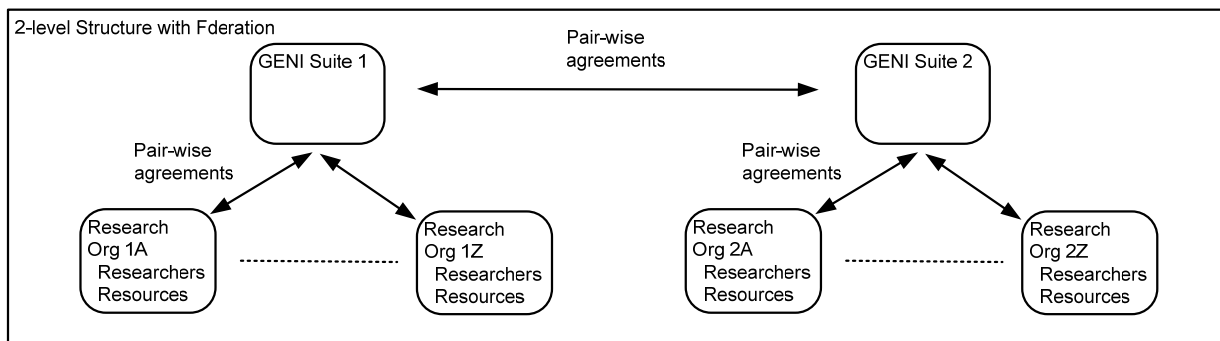 2-level Structure with Fderation
Pair-wise
agreements
GENI Suite 1
GENI Suite 2
Pair-wise
agreements
Pair-wise
agreements
Research
Org 1A
Researchers
Resources
Research
Org 1Z
Researchers
Resources
Research
Org 2A
Researchers
Resources
Research
Org 2Z
Researchers
Resources